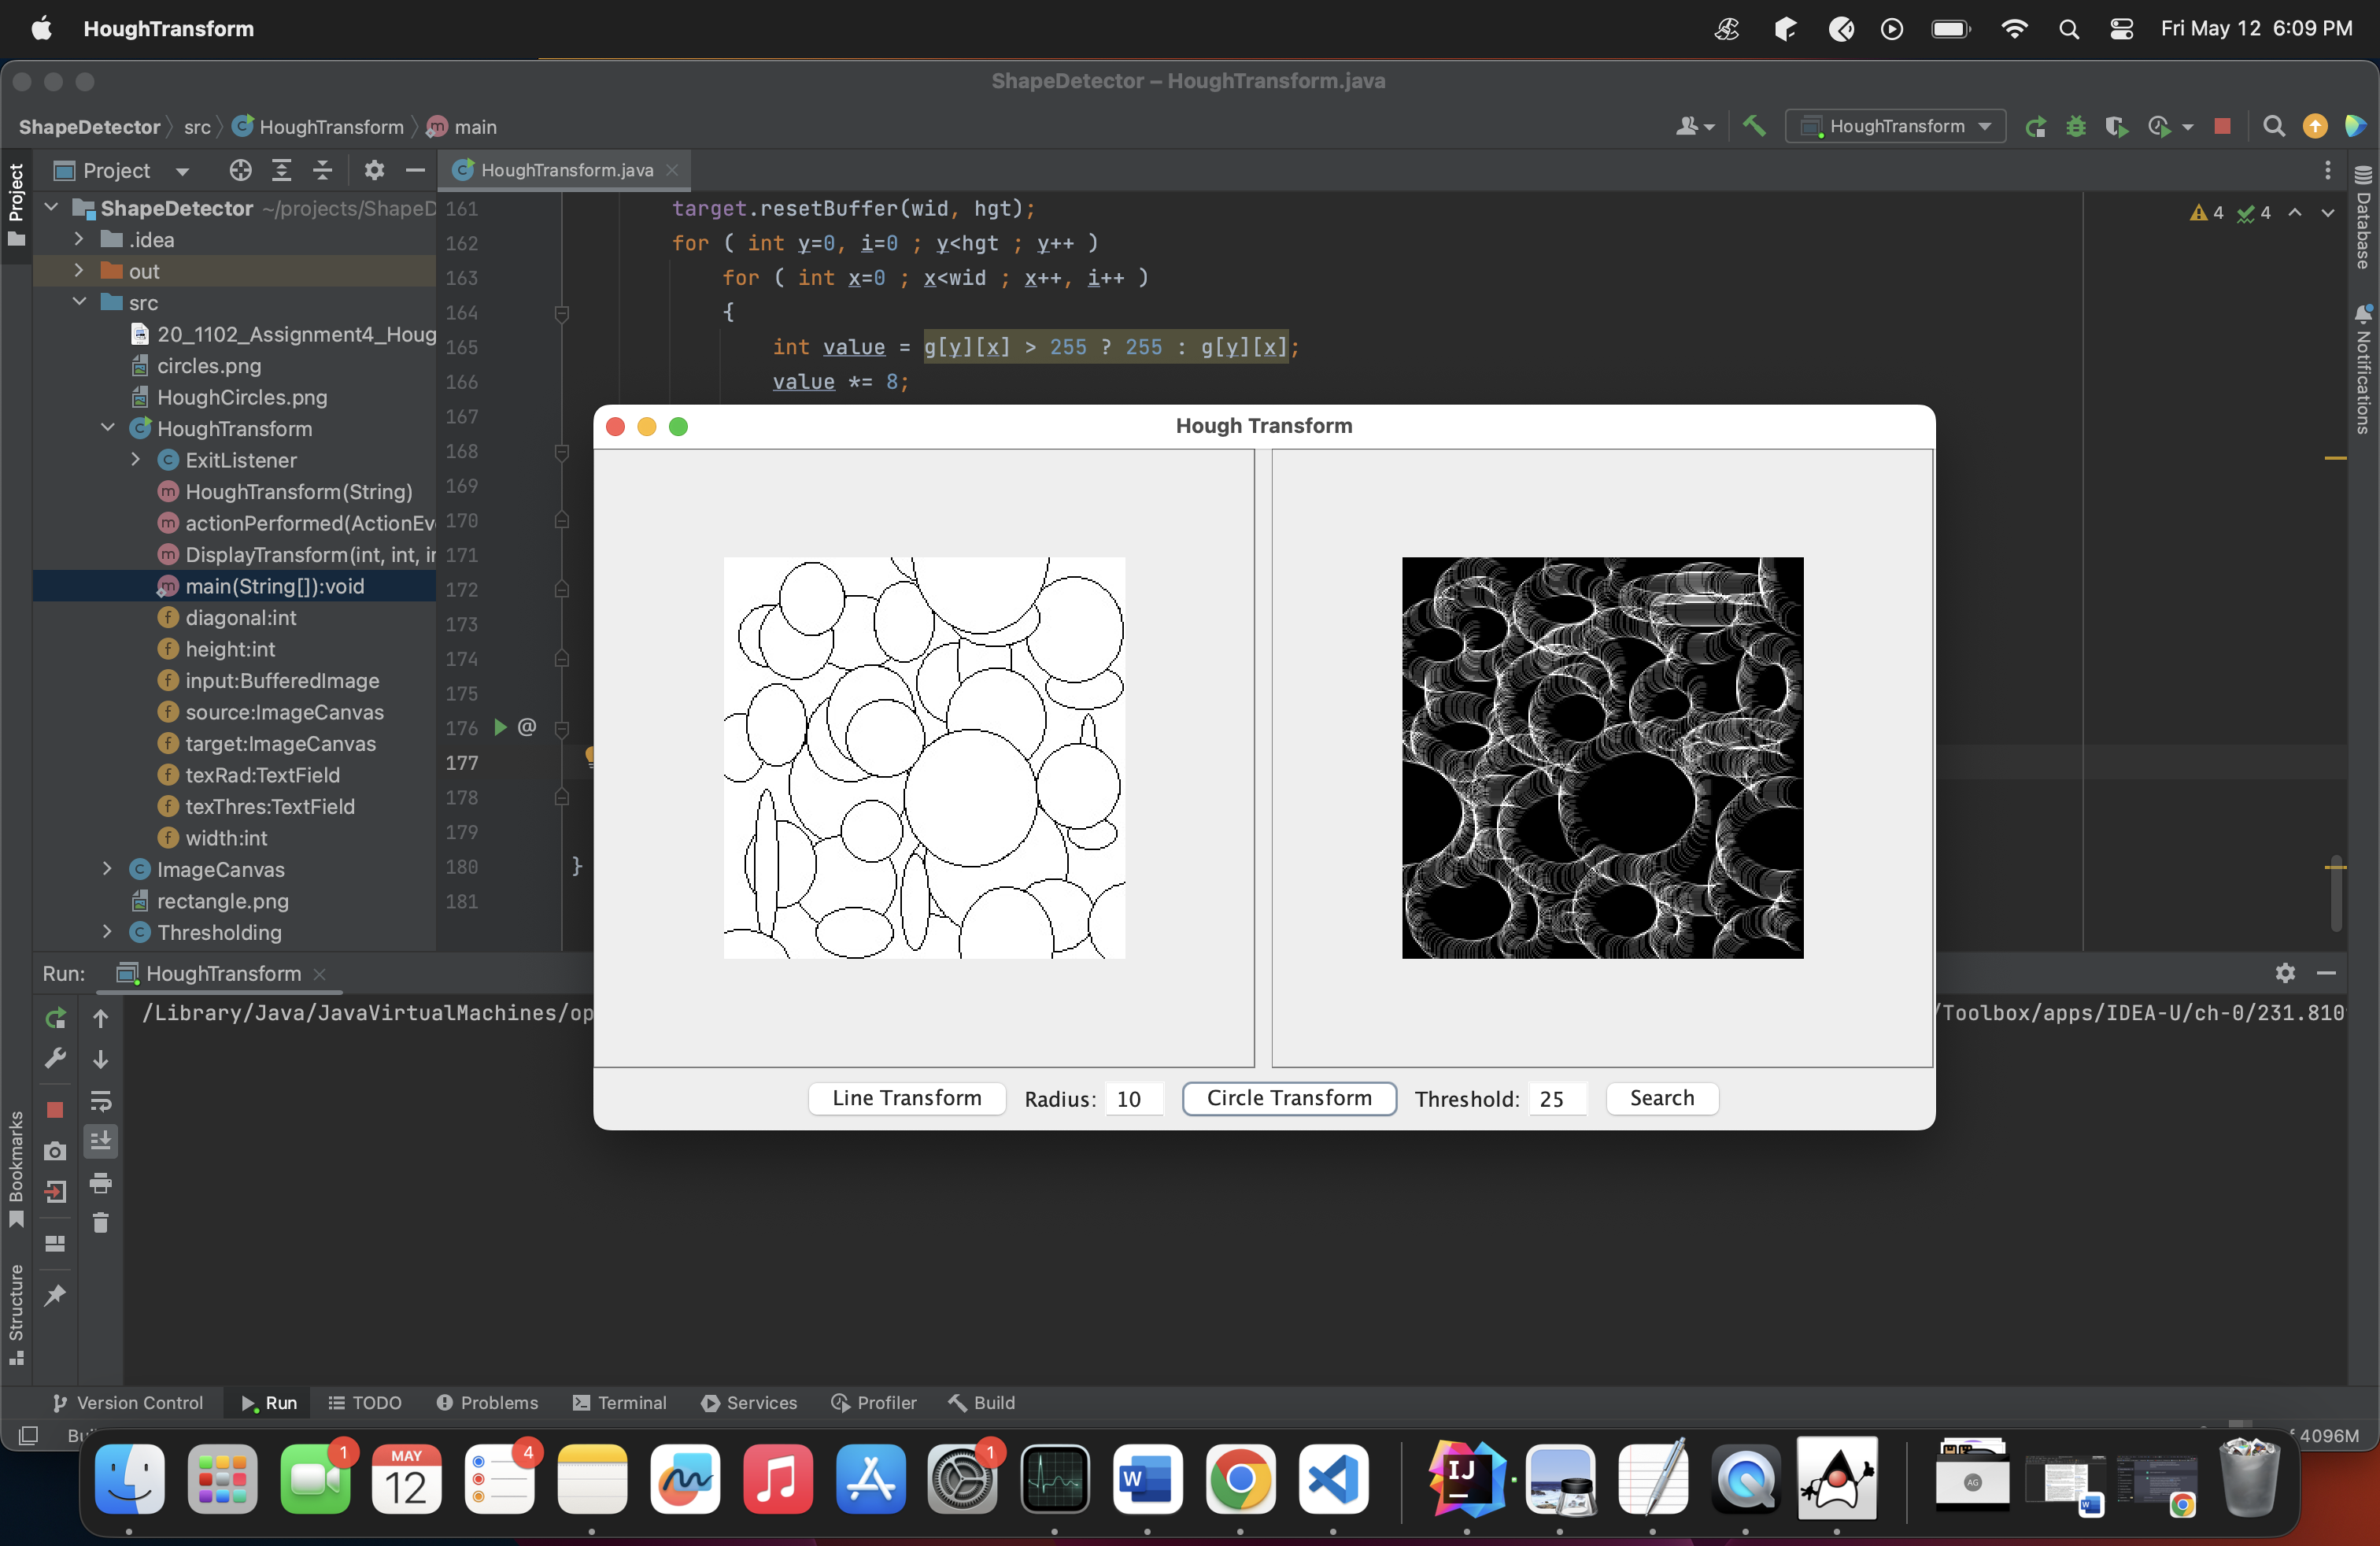 HoughTransform
Fri May 12 6:09 PM
ShapeDetector – HoughTransform.java
ShapeDetector src HoughTransform main
HoughTransform
Project
HoughTransform.java
Project
ShapeDetector ~/projects/ShapeD
.idea
out
src
20_1102_Assignment4_Houg
circles.png
HoughCircles.png
HoughTransform
ExitListener
HoughTransform(String)
actionPerformed(ActionEv
DisplayTransform(int, int, ir
main(String[]):void
diagonal:int
height:int
input:BufferedImage
source:ImageCanvas
target:ImageCanvas
texRad:TextField
texThres:TextField
width:int
ImageCanvas
rectangle.png
Thresholding
161 target.resetBuffer(wid, hgt);
162 for ( int y=0, i=0 ; y<hgt ; y++ )
163 for ( int x=0 ; x<wid ; x++, i++ )
164 {
165 int value = g[y][x] > 255 ? 255 : g[y][x];
166 value *= 8;
167
168
169
170
171
172
173
174
175
176 @
177
178
179
180 }
181
4 4
Database
Notifications
Hough Transform
Line Transform Radius: 10 Circle Transform Threshold: 25 Search
Run: HoughTransform
/Library/Java/JavaVirtualMachines/op
/Toolbox/apps/IDEA-U/ch-0/231.810
Bookmarks
Structure
Version Control Run TODO Problems Terminal Services Profiler Build
4096M
1
MAY
12
4
1
W
IJ
AG